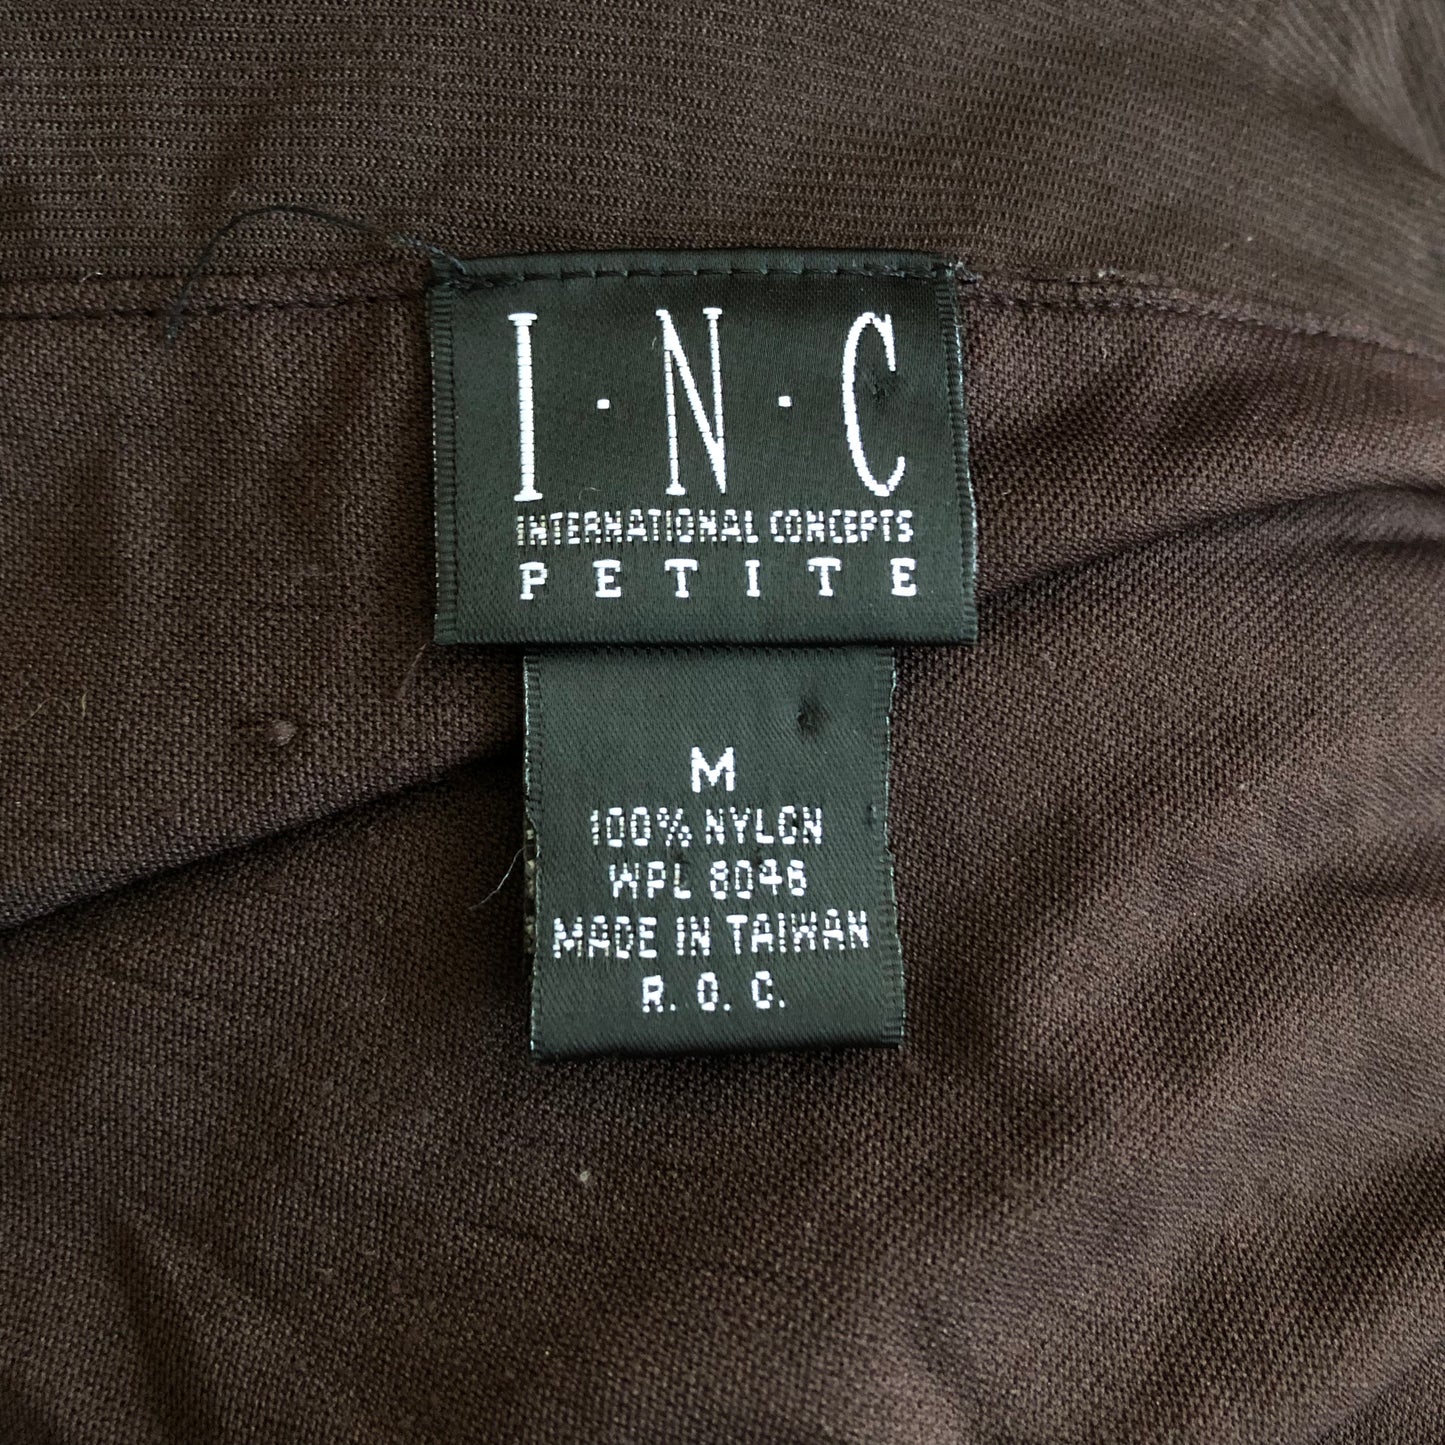 I·N·C
INTERNATIONAL CONCEPTS
PETITE
M
100% NYLON
WPL 8046
MADE IN TAIWAN
R. O. C.